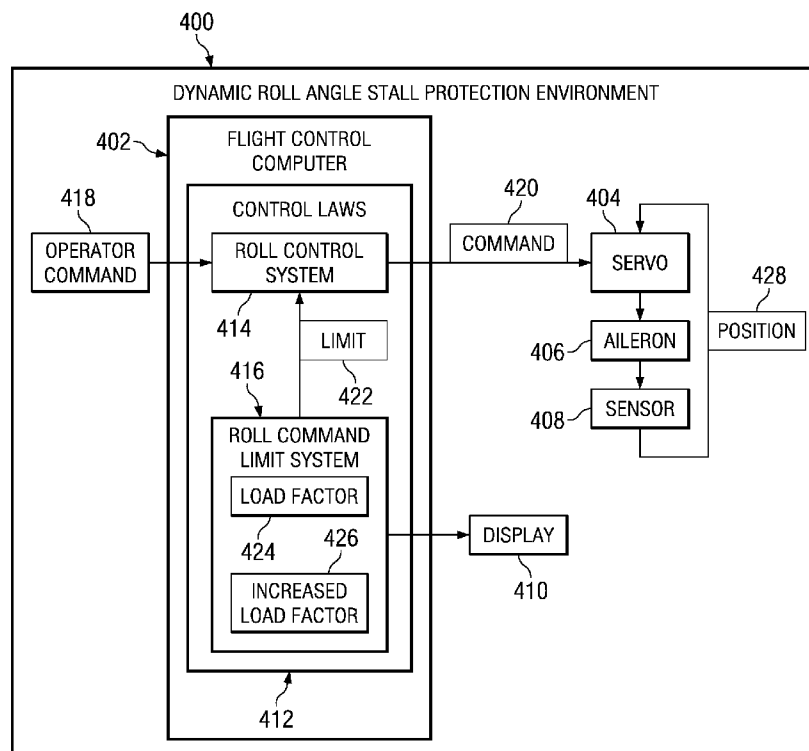 400
DYNAMIC ROLL ANGLE STALL PROTECTION ENVIRONMENT
402
FLIGHT CONTROL
COMPUTER
418
OPERATOR
COMMAND
CONTROL LAWS
ROLL CONTROL
SYSTEM
414
420
COMMAND
404
SERVO
428
POSITION
406
AILERON
408
SENSOR
LIMIT
422
416
ROLL COMMAND
LIMIT SYSTEM
LOAD FACTOR
424
426
INCREASED
LOAD FACTOR
DISPLAY
410
412